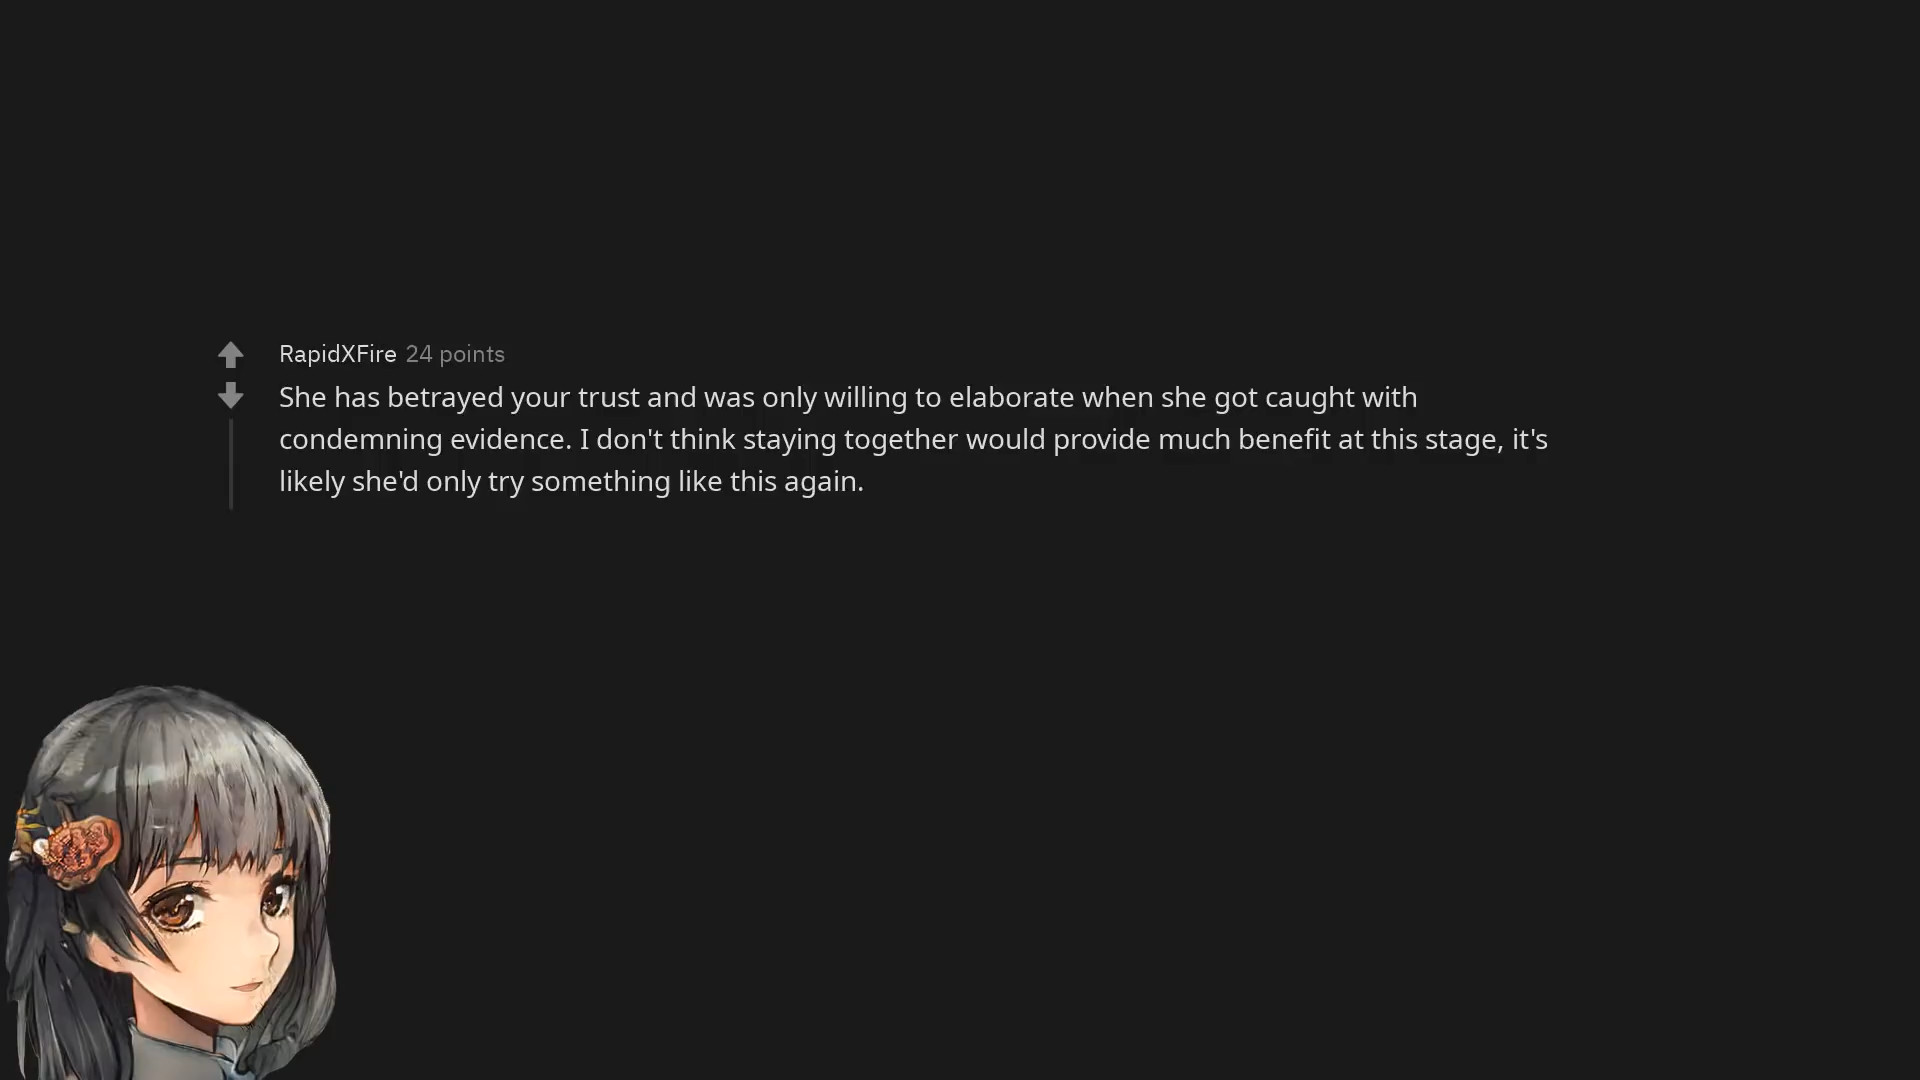 RapidXFire 24 points
She has betrayed your trust and was only willing to elaborate when she got caught with
condemning evidence. I don't think staying together would provide much benefit at this stage, it's
likely she'd only try something like this again.